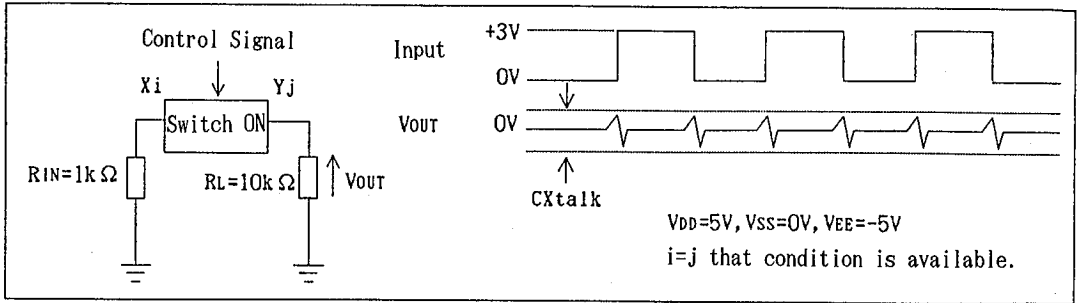 Control Signal
Xi
Yj
Switch ON
RIN=1kΩ
RL=10kΩ
VOUT
Input
+3V
0V
VOUT
0V
CXtalk
VDD=5V, VSS=0V, VEE=-5V
i=j that condition is available.